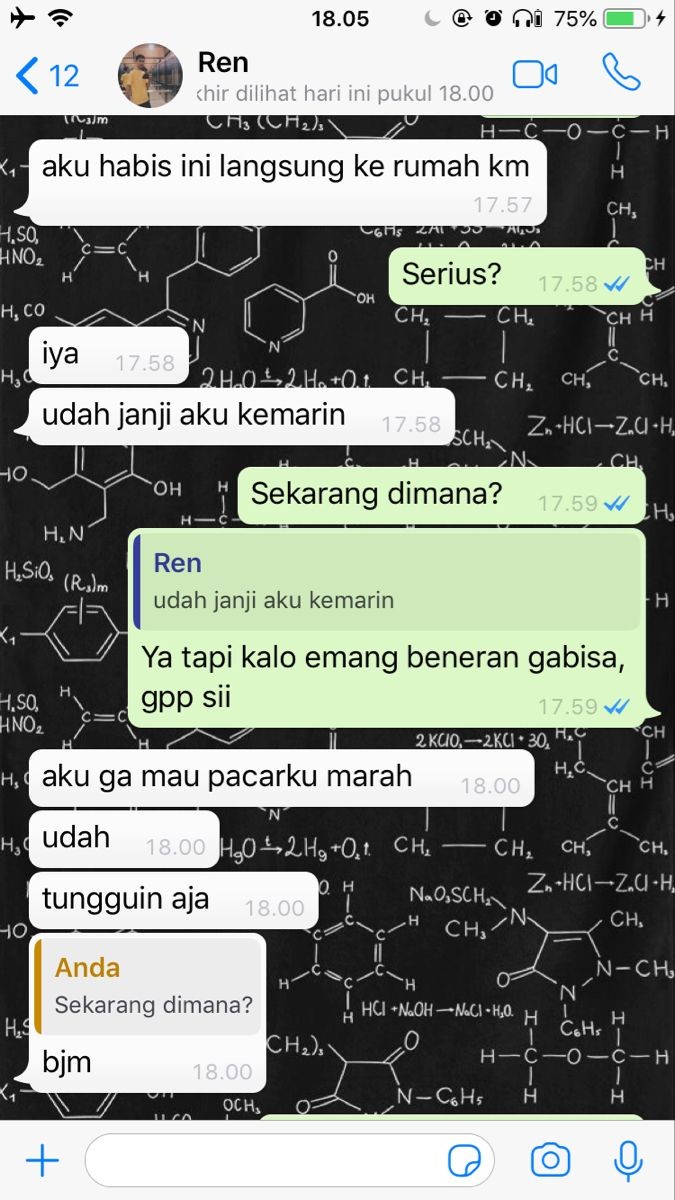 18.05
75%
12
Ren
khir dilihat hari ini pukul 18.00
aku habis ini langsung ke rumah km
17.57
Serius?
17.58
iya
17.58
udah janji aku kemarin
17.58
Sekarang dimana?
17.59
Ren
udah janji aku kemarin
Ya tapi kalo emang beneran gabisa,
gpp sii
17.59
aku ga mau pacarku marah
18.00
udah
18.00
tungguin aja
18.00
Anda
Sekarang dimana?
bjm
18.00